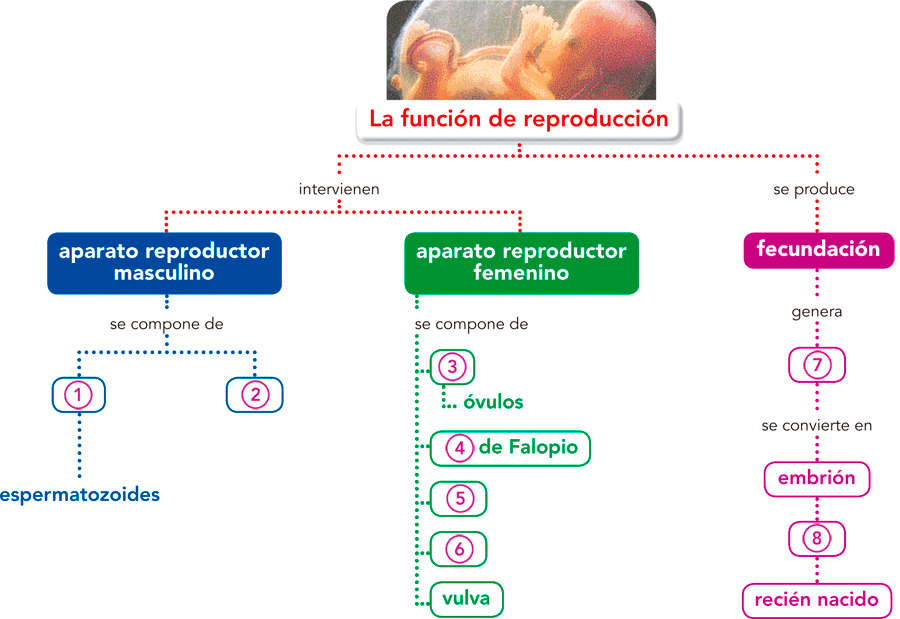 La función de reproducción
intervienen
se produce
aparato reproductor
masculino
aparato reproductor
femenino
fecundación
se compone de
se compone de
genera
1
2
3
óvulos
7
4 de Falopio
se convierte en
espermatozoides
5
embrión
6
8
vulva
recién nacido